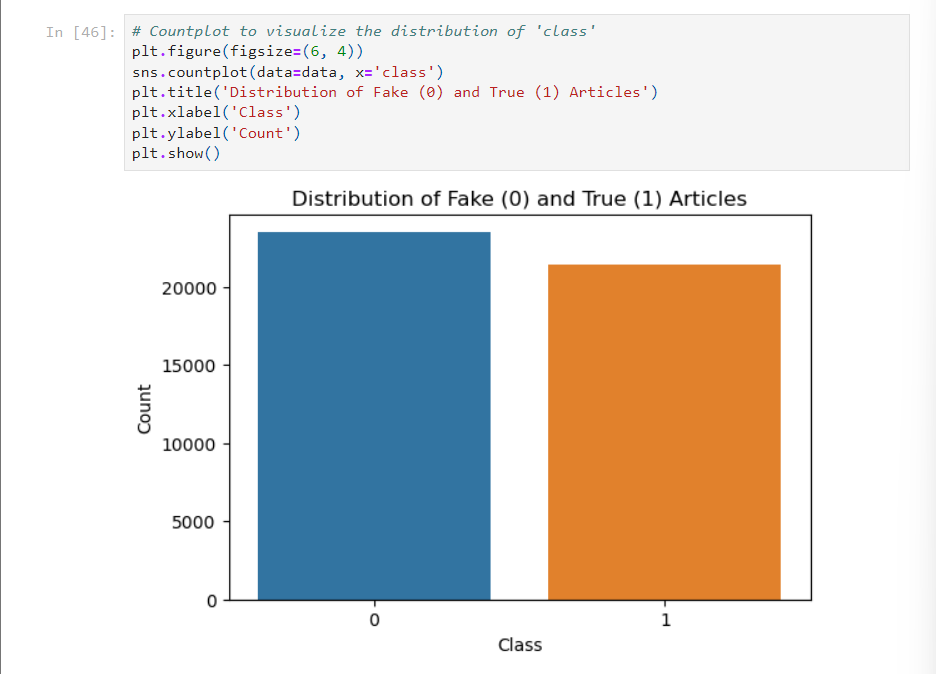 In [46]: # Countplot to visualize the distribution of 'class'
plt.figure(figsize=(6, 4))
sns.countplot(data=data, x='class')
plt.title('Distribution of Fake (0) and True (1) Articles')
plt.xlabel('Class')
plt.ylabel('Count')
plt.show()
Distribution of Fake (0) and True (1) Articles
20000
15000
10000
5000
0
Count
0 1
Class